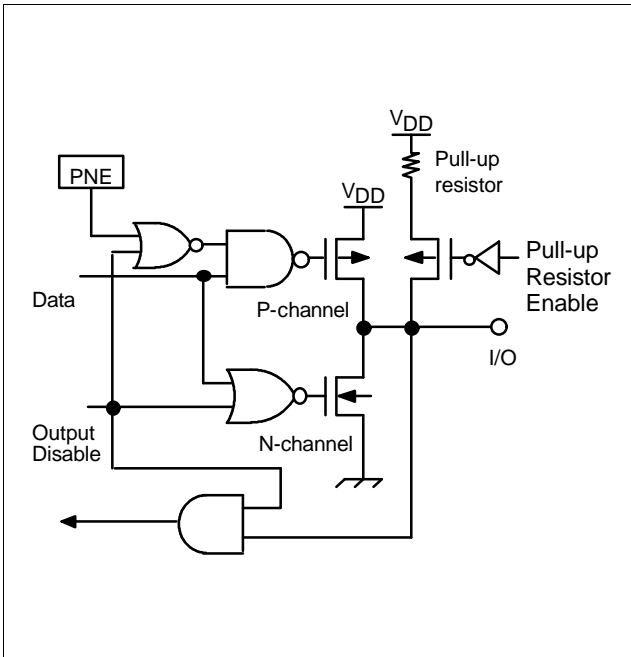 VDD
Pull-up
resistor
PNE
VDD
Pull-up
Resistor
Enable
Data
P-channel
I/O
Output
Disable
N-channel